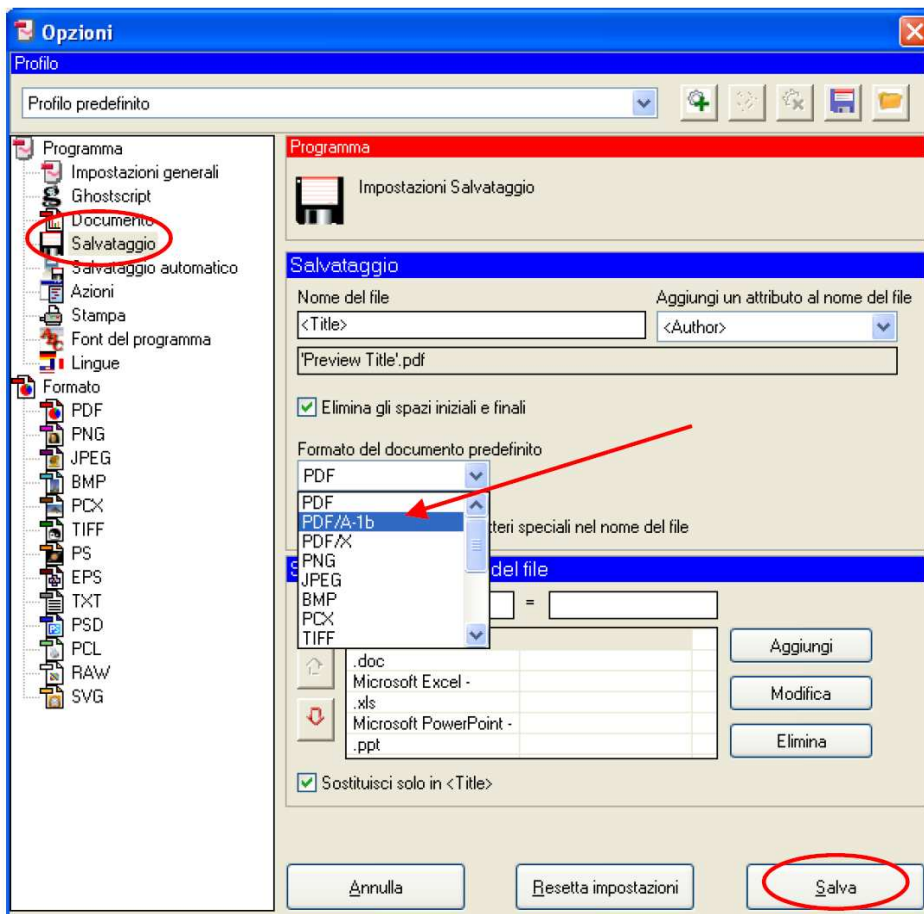 Opzioni
Profilo
Profilo predefinito
Programma
Impostazioni generali
Ghostscript
Documento
Salvataggio
Salvataggio automatico
Azioni
Stampa
Font del programma
Lingue
Formato
PDF
PNG
JPEG
BMP
PCX
TIFF
PS
EPS
TXT
PSD
PCL
RAW
SVG
Programma
Impostazioni Salvataggio
Salvataggio
Nome del file
Aggiungi un attributo al nome del file
<Title>
<Author>
'Preview Title'.pdf
Elimina gli spazi iniziali e finali
Formato del documento predefinito
PDF
PDF
PDF/A-1b
PDF/X
PNG
JPEG
BMP
PCX
TIFF
tteri speciali nel nome del file
S del file
=
.doc
Microsoft Excel -
.xls
Microsoft PowerPoint -
.ppt
Aggiungi
Modifica
Elimina
Sostituisci solo in <Title>
Annulla
Resetta impostazioni
Salva